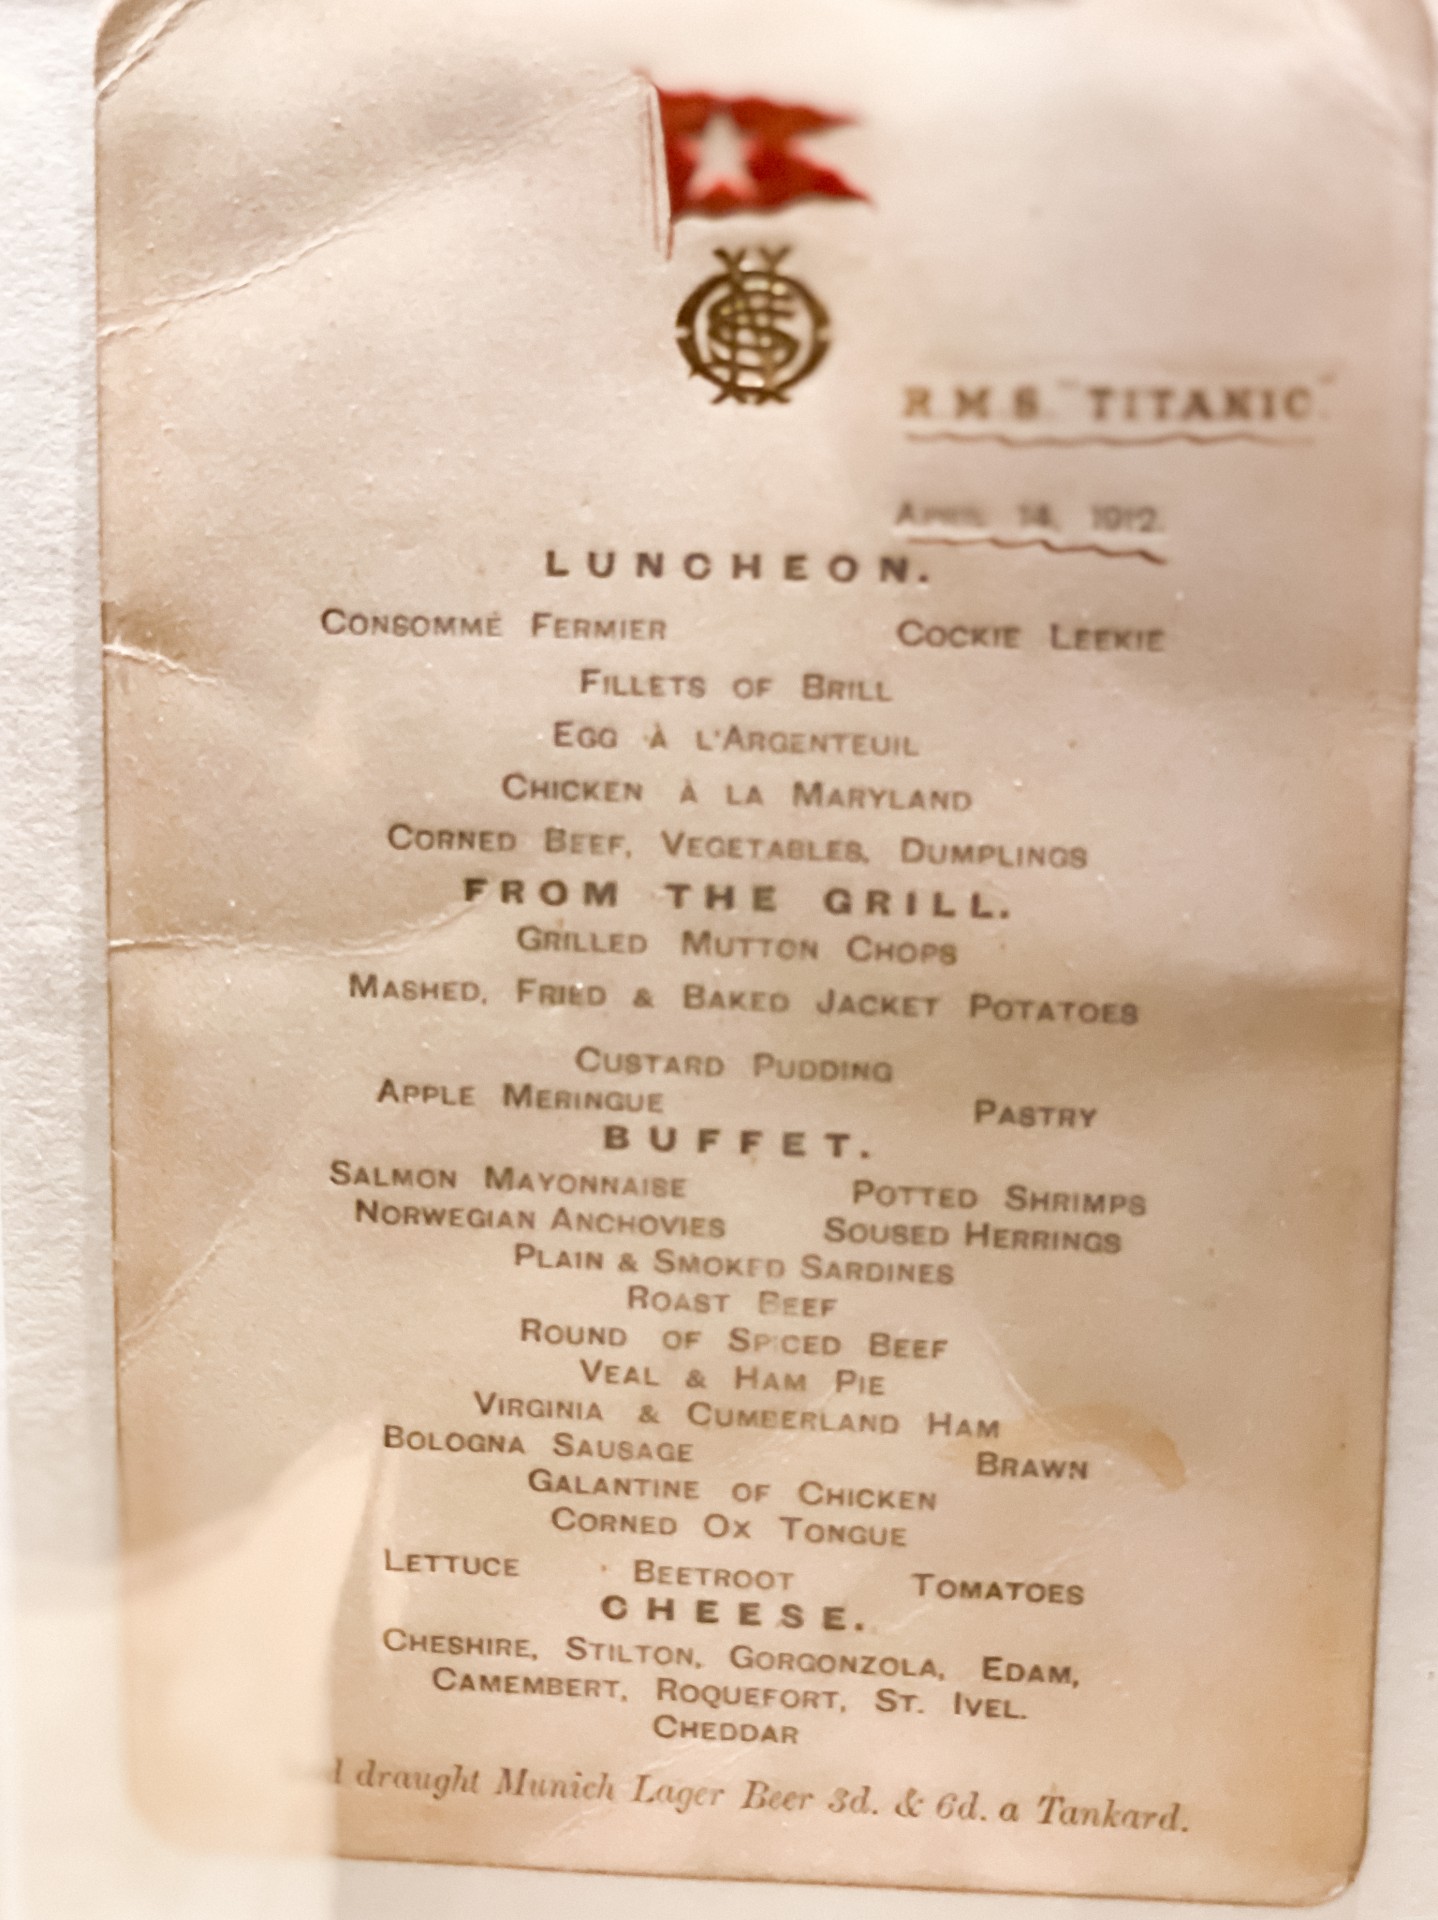 R.M.S. "TITANIC."
APRIL 14, 1912.
LUNCHEON.
CONSOMMÉ FERMIER COCKIE LEEKIE
FILLETS OF BRILL
EGG À L'ARGENTEUIL
CHICKEN À LA MARYLAND
CORNED BEEF, VEGETABLES, DUMPLINGS
FROM THE GRILL.
GRILLED MUTTON CHOPS
MASHED, FRIED & BAKED JACKET POTATOES
CUSTARD PUDDING
APPLE MERINGUE PASTRY
BUFFET.
SALMON MAYONNAISE POTTED SHRIMPS
NORWEGIAN ANCHOVIES SOUSED HERRINGS
PLAIN & SMOKED SARDINES
ROAST BEEF
ROUND OF SPICED BEEF
VEAL & HAM PIE
VIRGINIA & CUMBERLAND HAM
BOLOGNA SAUSAGE BRAWN
GALANTINE OF CHICKEN
CORNED OX TONGUE
LETTUCE BEETROOT TOMATOES
CHEESE.
CHESHIRE, STILTON, GORGONZOLA, EDAM,
CAMEMBERT, ROQUEFORT, ST. IVEL.
CHEDDAR
draught Munich Lager Beer 3d. & 6d. a Tankard.